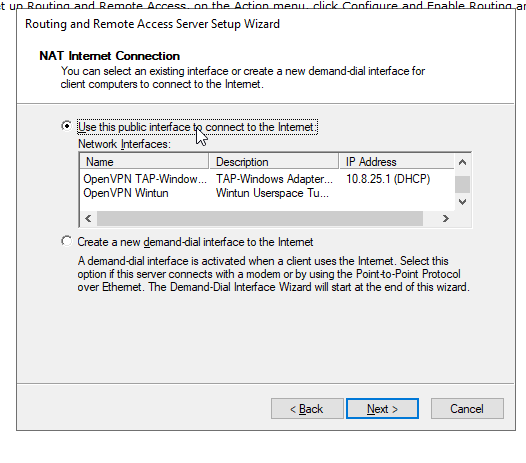 et up Routing and Remote Access, on the Action menu, click Configure and Enable Routing an
Routing and Remote Access Server Setup Wizard
NAT Internet Connection
You can select an existing interface or create a new demand-dial interface for
client computers to connect to the Internet.
Use this public interface to connect to the Internet:
Network Interfaces:
Name Description IP Address
OpenVPN TAP-Window... TAP-Windows Adapter... 10.8.25.1 (DHCP)
OpenVPN Wintun Wintun Userspace Tu...
Create a new demand-dial interface to the Internet
A demand-dial interface is activated when a client uses the Internet. Select this
option if this server connects with a modem or by using the Point-to-Point Protocol
over Ethernet. The Demand-Dial Interface Wizard will start at the end of this wizard.
< Back Next > Cancel